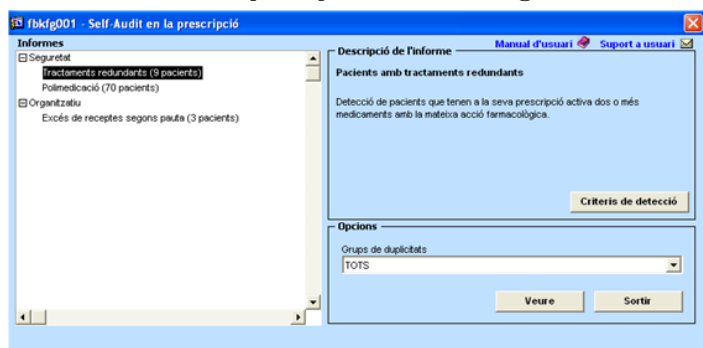 fbkfg001 - Self-Audit en la prescripció
Informes
Manual d'usuari
Suport a usuari
Seguretat
Tractaments redundants (9 pacients)
Polimedicació (70 pacients)
Organitzatiu
Excés de receptes segons pauta (3 pacients)
Descripció de l'informe
Pacients amb tractaments redundants
Detecció de pacients que tenen a la seva prescripció activa dos o més
medicaments amb la mateixa acció farmacològica.
Criteris de detecció
Opcions
Grups de duplicitats
TOTS
Veure
Sortir